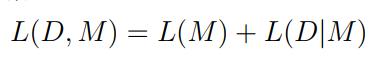 L(D, M) = L(M) + L(D|M)